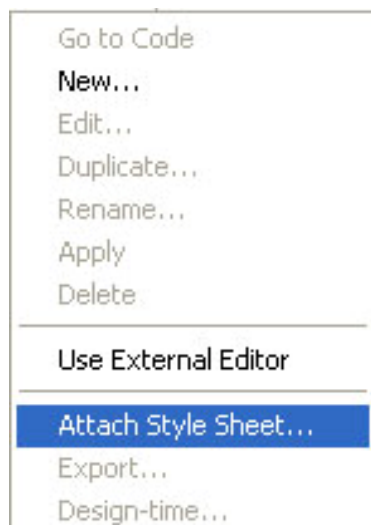 Go to Code
New...
Edit...
Duplicate...
Rename...
Apply
Delete
Use External Editor
Attach Style Sheet...
Export...
Design-time...